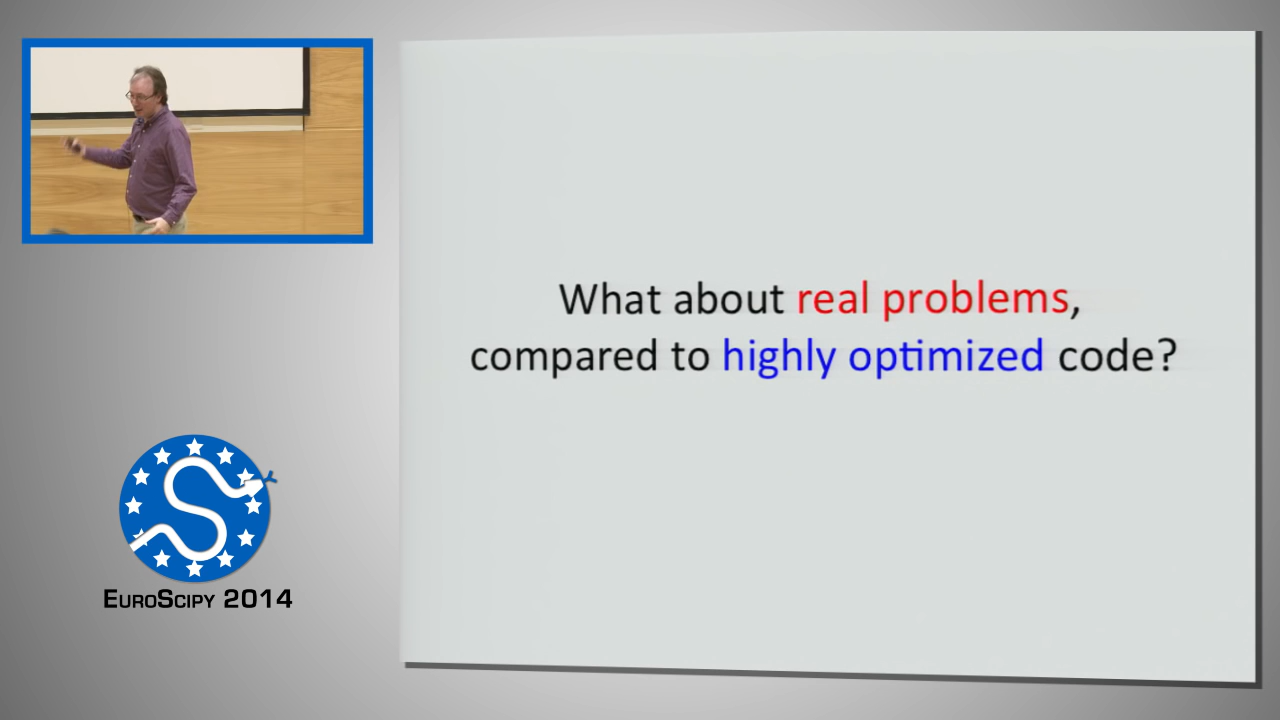 What about real problems,
compared to highly optimized code?
EuroScipy 2014